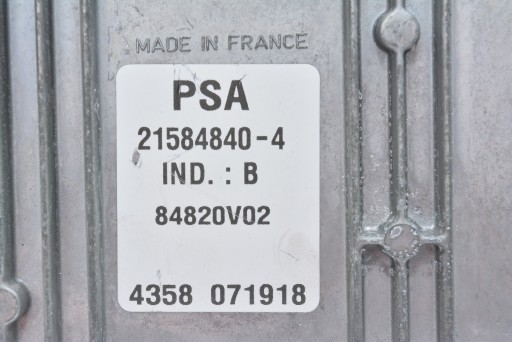 MADE IN FRANCE
PSA
21584840-4
IND. : B
84820V02
4358 071918